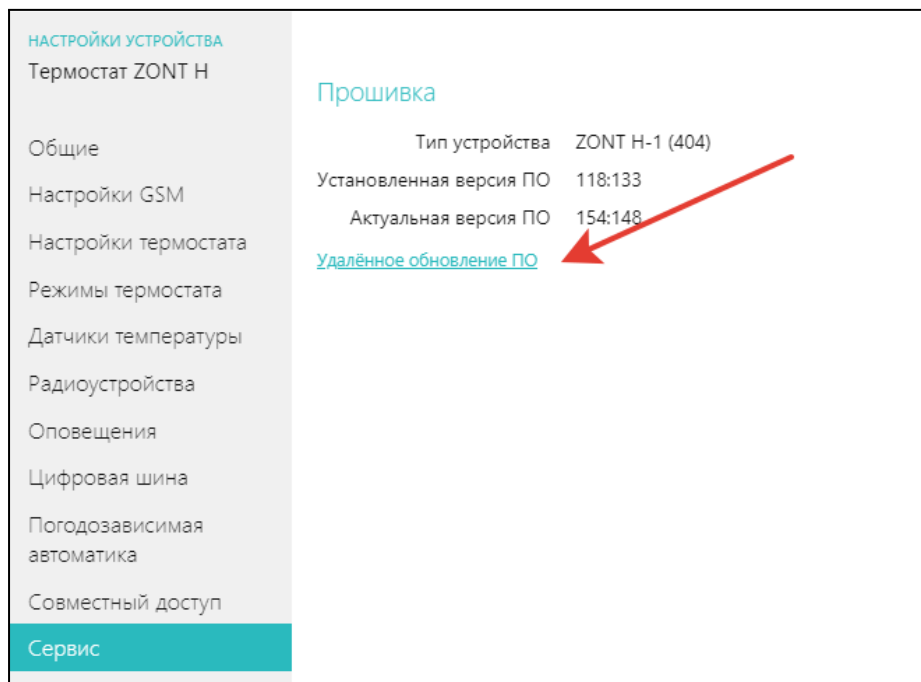 НАСТРОЙКИ УСТРОЙСТВА
Термостат ZONT H
Общие
Настройки GSM
Настройки термостата
Режимы термостата
Датчики температуры
Радиоустройства
Оповещения
Цифровая шина
Погодозависимая
автоматика
Совместный доступ
Сервис
Прошивка
Тип устройства ZONT H-1 (404)
Установленная версия ПО 118:133
Актуальная версия ПО 154:148
Удалённое обновление ПО